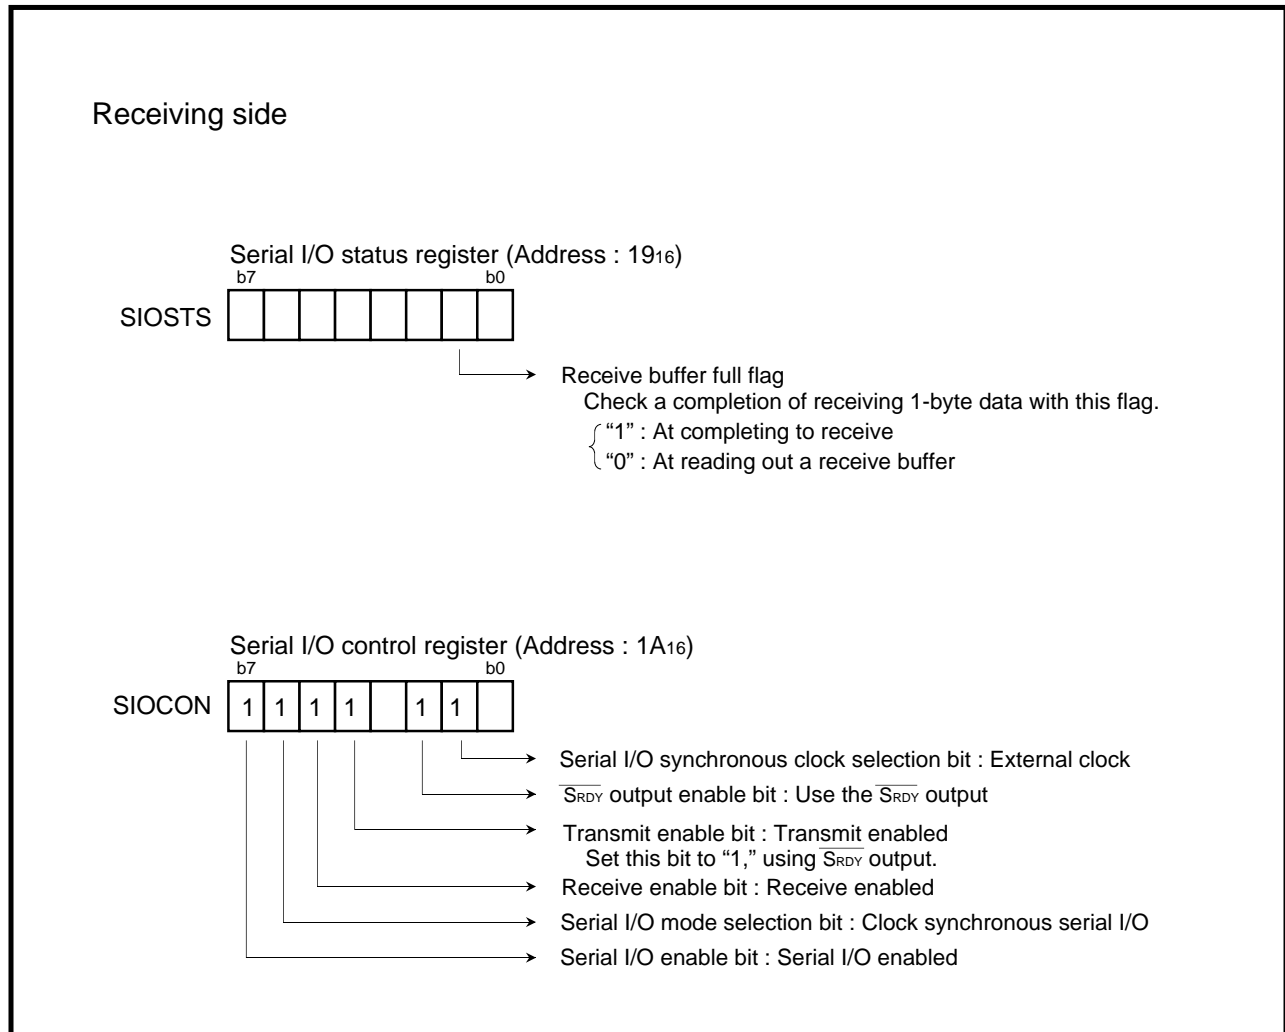 Receiving side
Serial I/O status register (Address : 1916)
b7 b0
SIOSTS
Receive buffer full flag
Check a completion of receiving 1-byte data with this flag.
“1” : At completing to receive
“0” : At reading out a receive buffer
Serial I/O control register (Address : 1A16)
b7 b0
SIOCON 1 1 1 1 1 1
Serial I/O synchronous clock selection bit : External clock
SRDY output enable bit : Use the SRDY output
Transmit enable bit : Transmit enabled
Set this bit to “1,” using SRDY output.
Receive enable bit : Receive enabled
Serial I/O mode selection bit : Clock synchronous serial I/O
Serial I/O enable bit : Serial I/O enabled